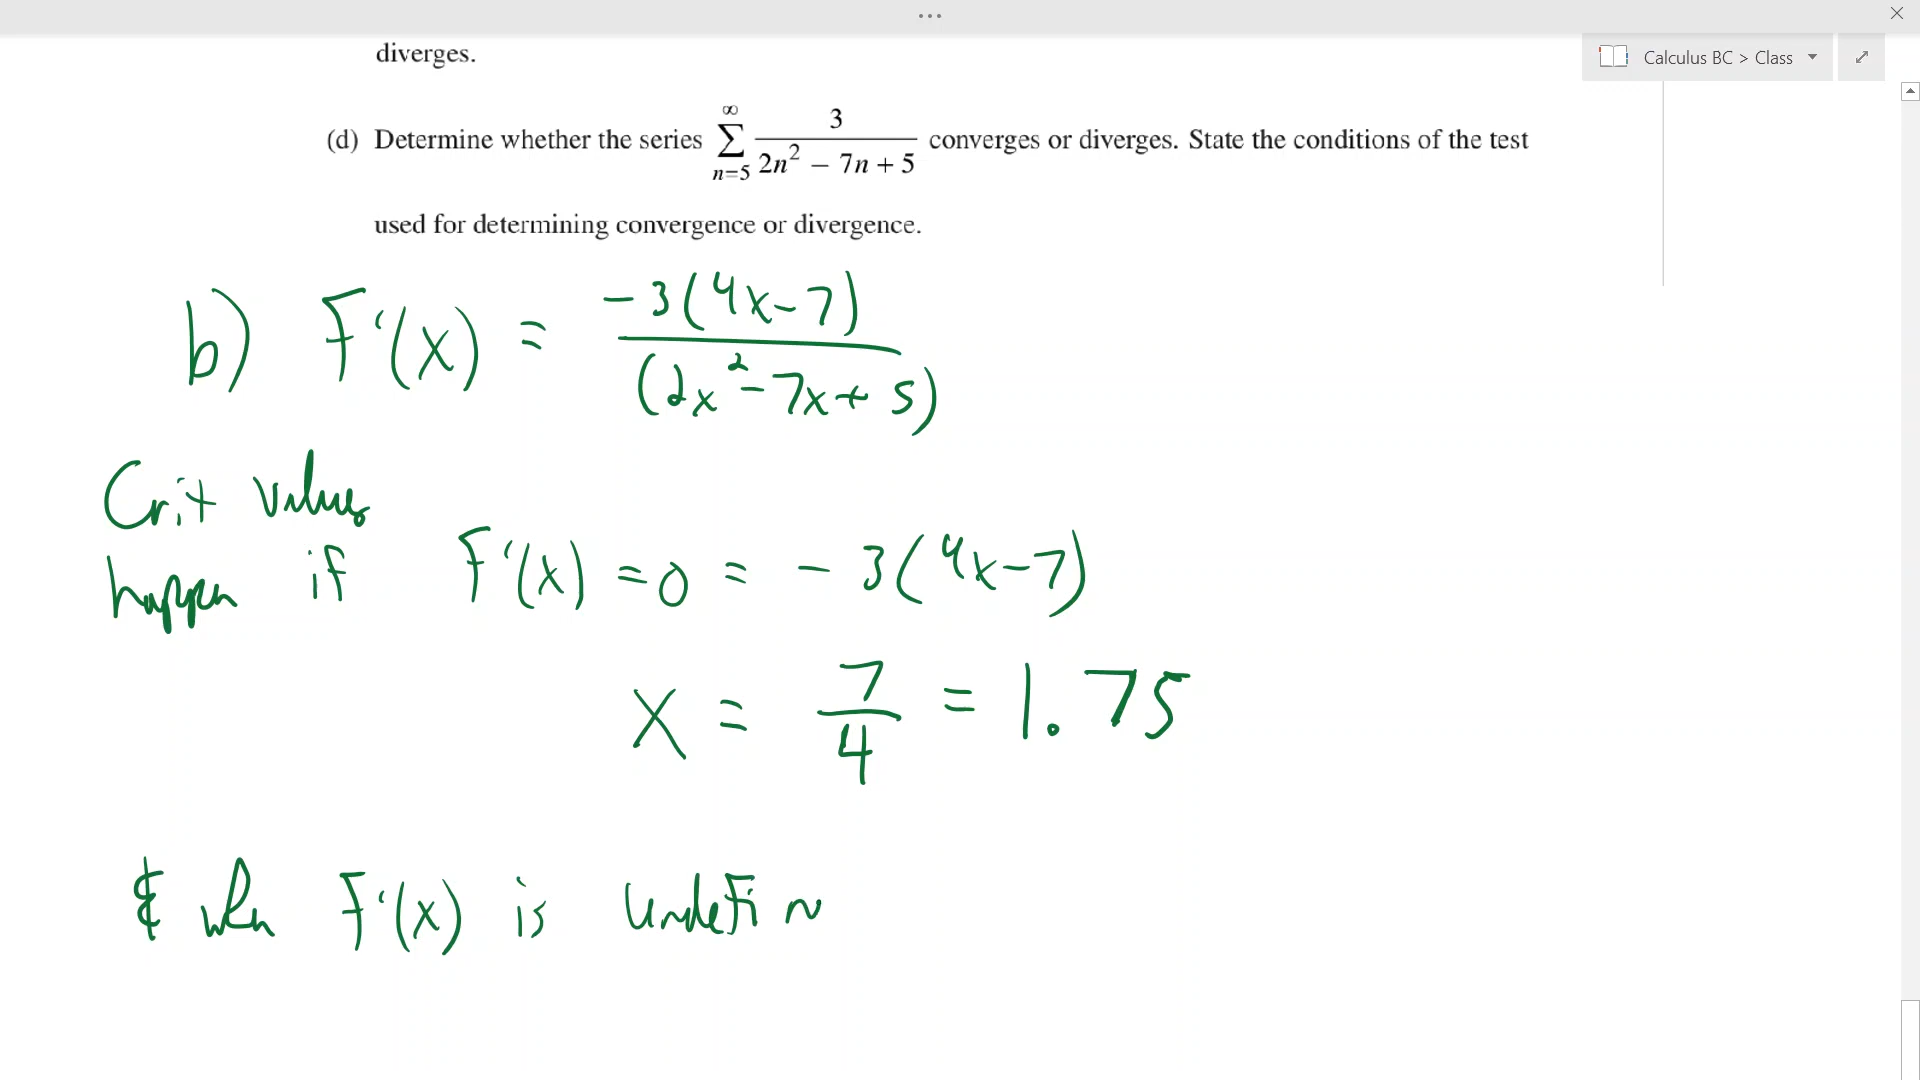 ...
Calculus BC > Class
diverges.
(d) Determine whether the series ∑_{n=5}^{∞} 3/(2n² − 7n + 5) converges or diverges. State the conditions of the test
used for determining convergence or divergence.
b) f'(x) = -3(4x-7)/(2x²-7x+5)
Crit values
happen if f'(x) = 0 = - 3(4x-7)
x = 7/4 = 1.75
& when f'(x) is undefin